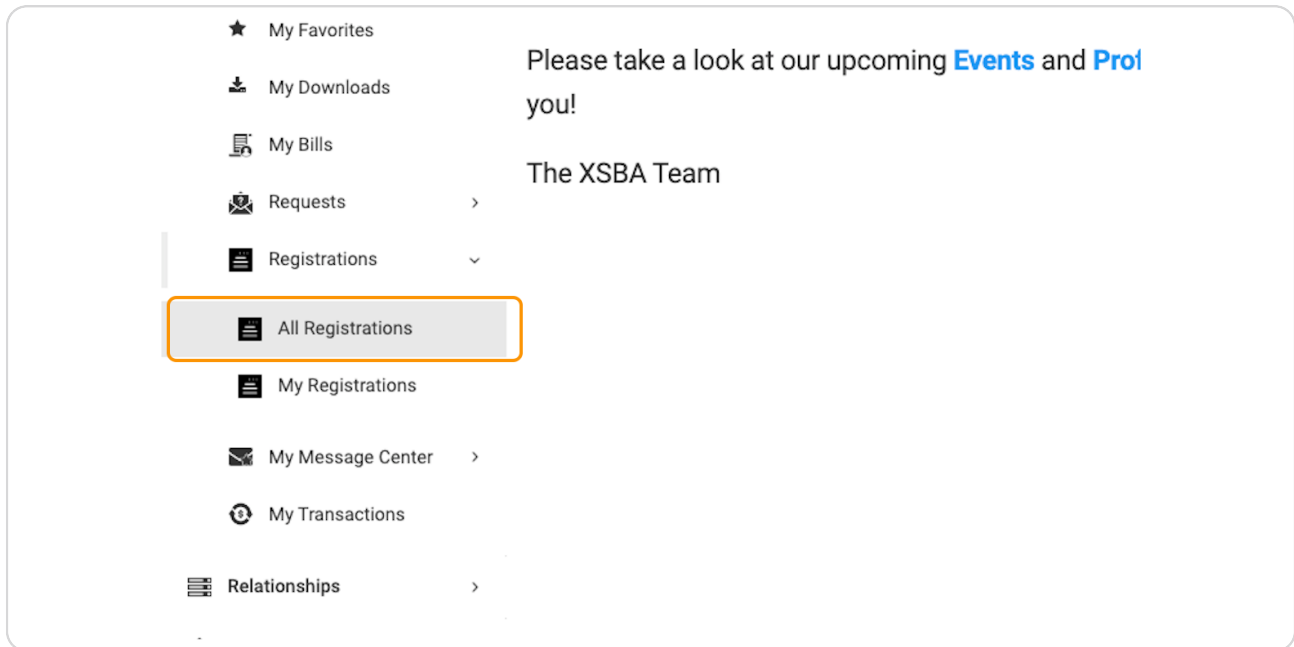 My Favorites
My Downloads
My Bills
Requests
Registrations
All Registrations
My Registrations
My Message Center
My Transactions
Relationships
Please take a look at our upcoming Events and
you!
The XSBA Team